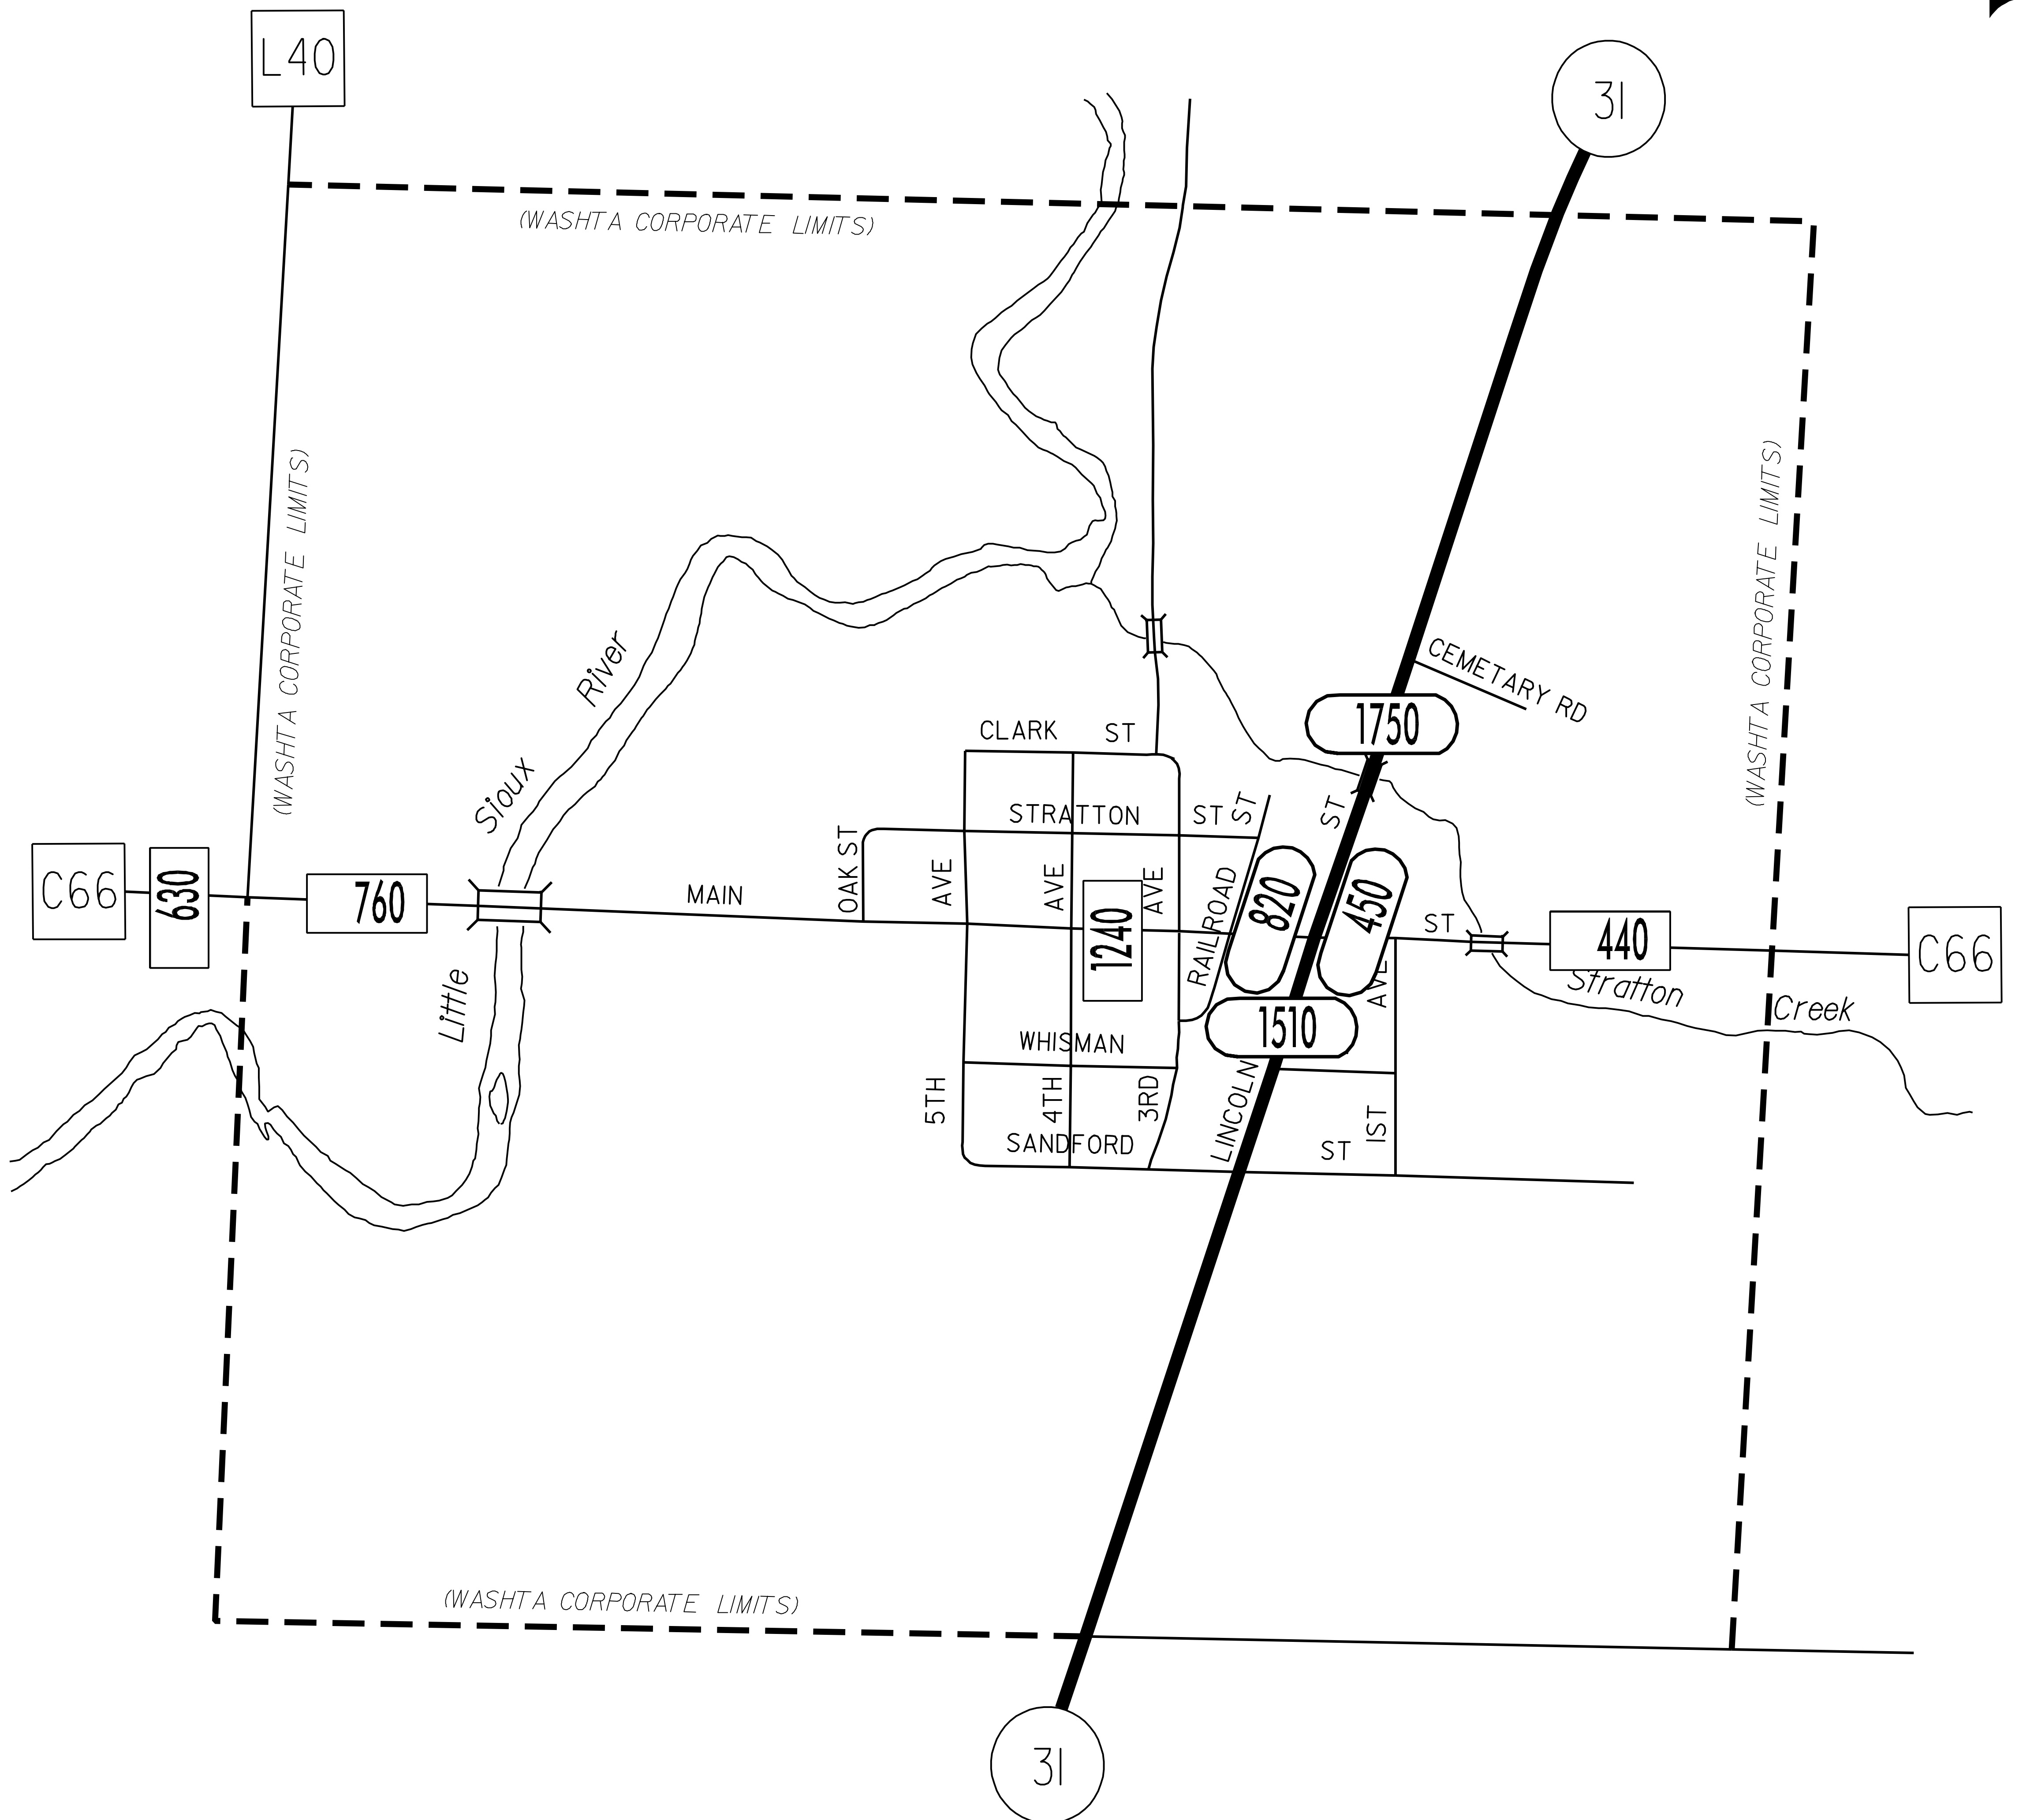 L40
31
(WASHTA CORPORATE LIMITS)
(WASHTA CORPORATE LIMITS)
(WASHTA CORPORATE LIMITS)
River
Sioux
Little
CEMETARY RD
1750
CLARK ST
STRATTON ST
OAK ST
AVE
AVE
AVE
RAILROAD ST
ST
C66
630
760
MAIN
1240
820
450
ST
440
C66
AVE
Stratton Creek
1510
WHISMAN
5TH
4TH
3RD
LINCOLN
1ST
SANDFORD ST
(WASHTA CORPORATE LIMITS)
31